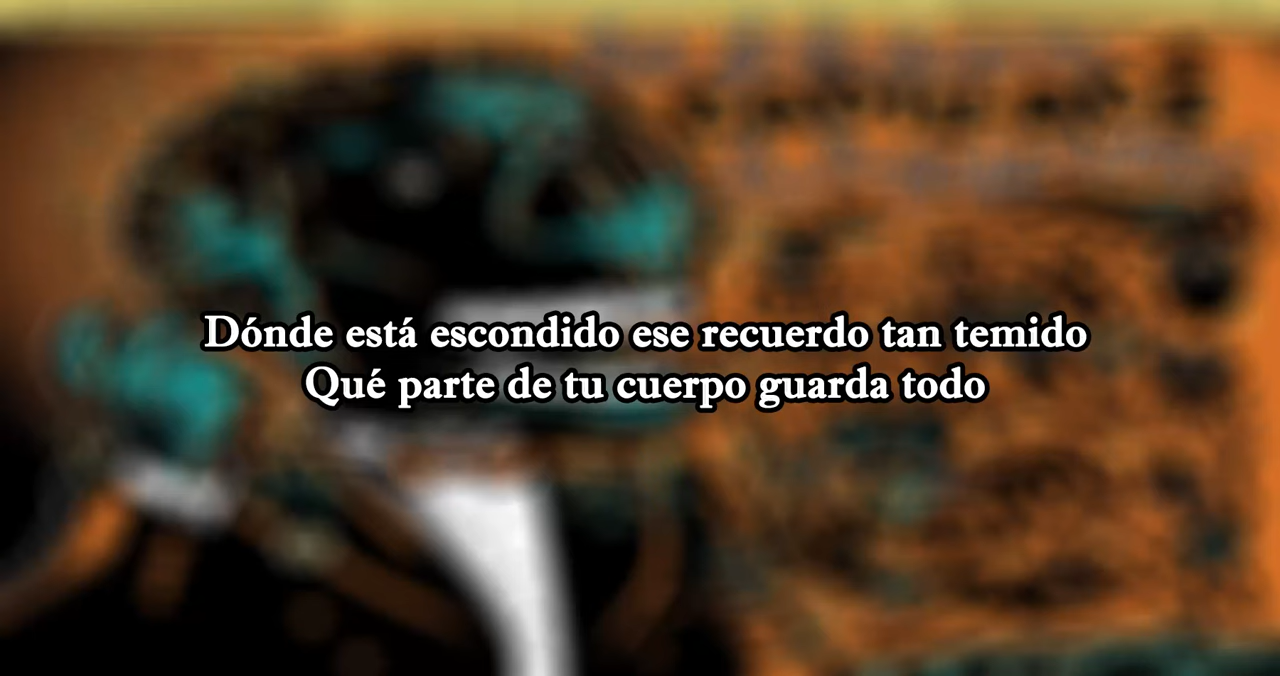 Dónde está escondido ese recuerdo tan temido
Qué parte de tu cuerpo guarda todo